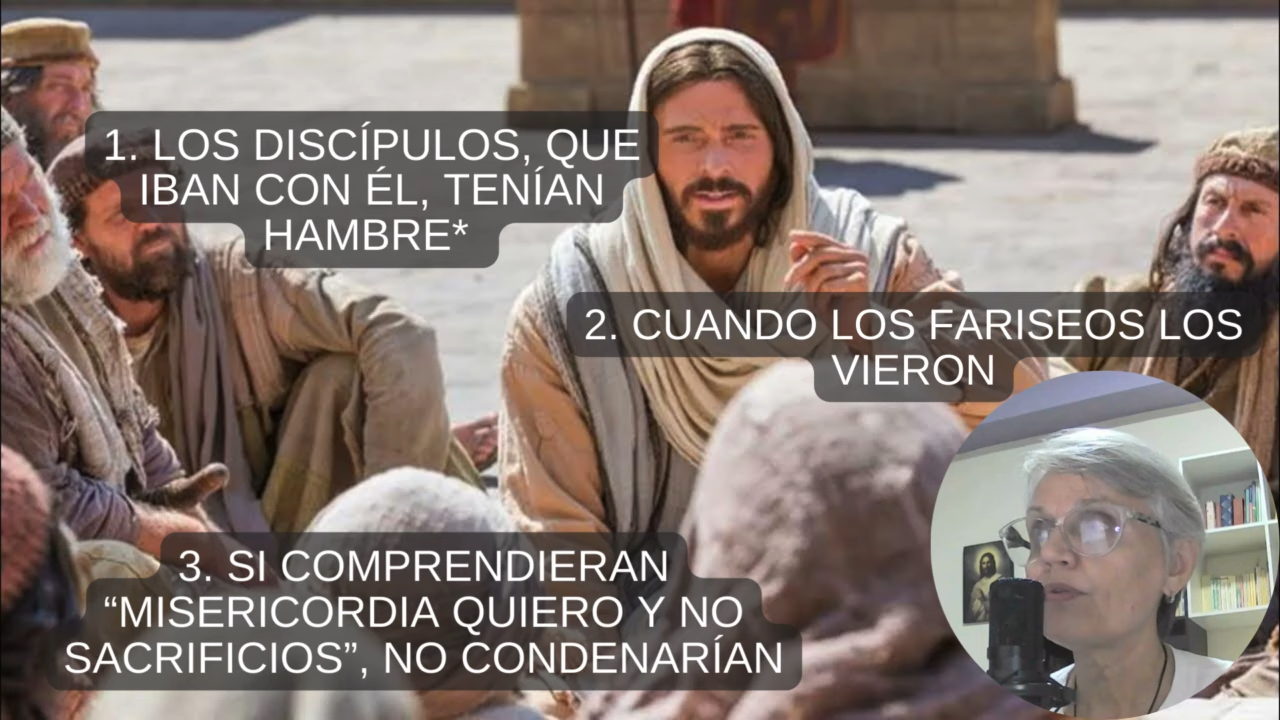 1. LOS DISCÍPULOS, QUE
IBAN CON ÉL, TENÍAN
HAMBRE*
2. CUANDO LOS FARISEOS LOS
VIERON
3. SI COMPRENDIERAN
“MISERICORDIA QUIERO Y NO
SACRIFICIOS”, NO CONDENARÍAN